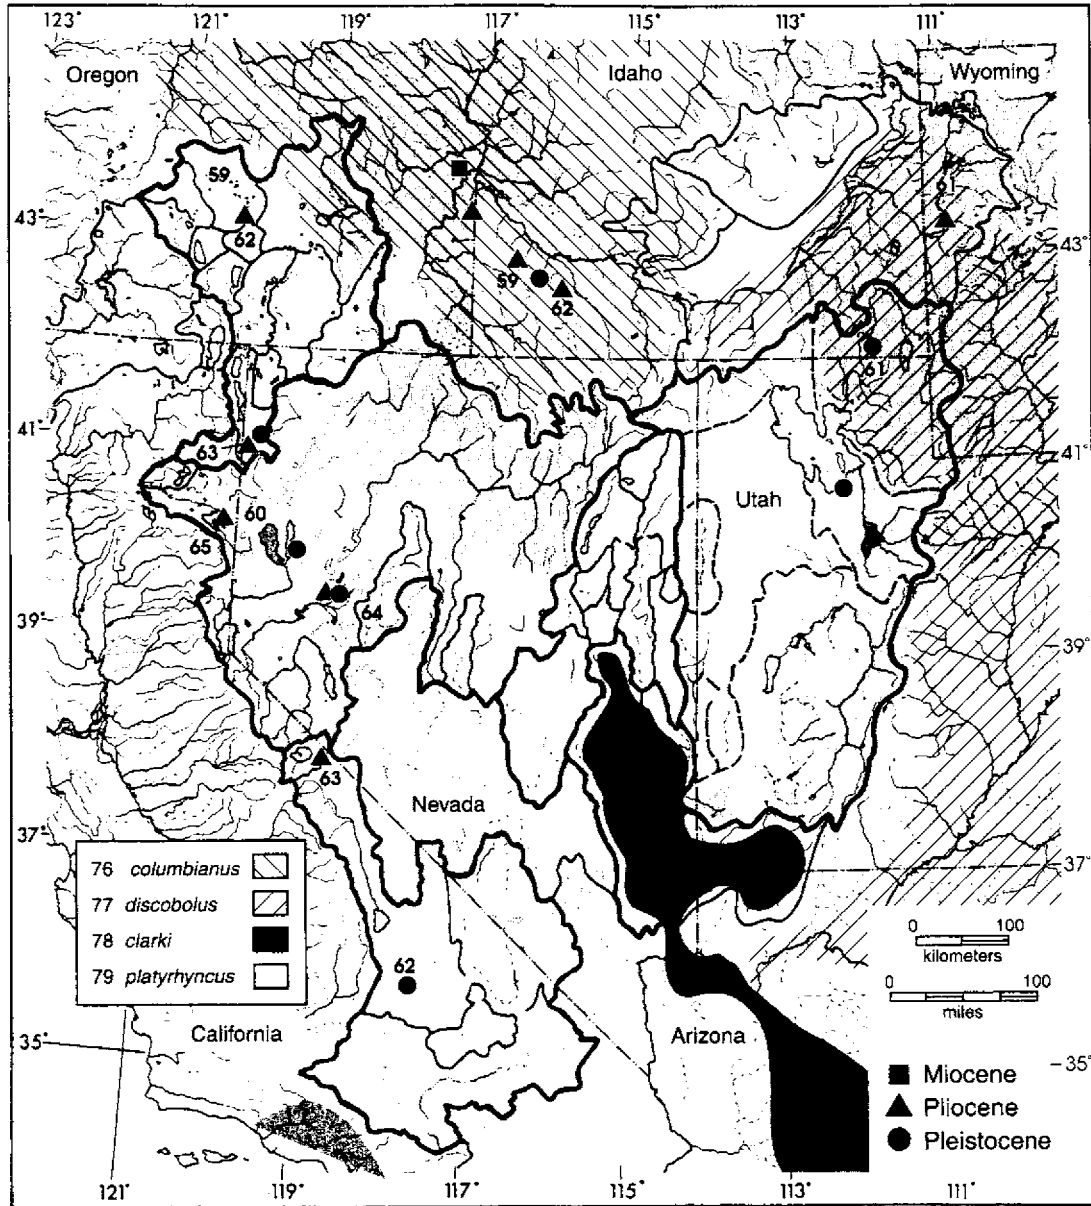 123° 121° 119° 117° 115° 113° 111°
Oregon Idaho Wyoming
59
61
43°
62
43°
59
62
61
41°
63
41°
Utah
60
65
64
39°
39°
63
Nevada
37°
37°
76 columbianus
77 discobolus
78 clarki
79 platyrhyncus
0 100
kilometers
62
0 100
miles
California
Arizona
35°
35°
Miocene
Pliocene
Pleistocene
121° 119° 117° 115° 113° 111°